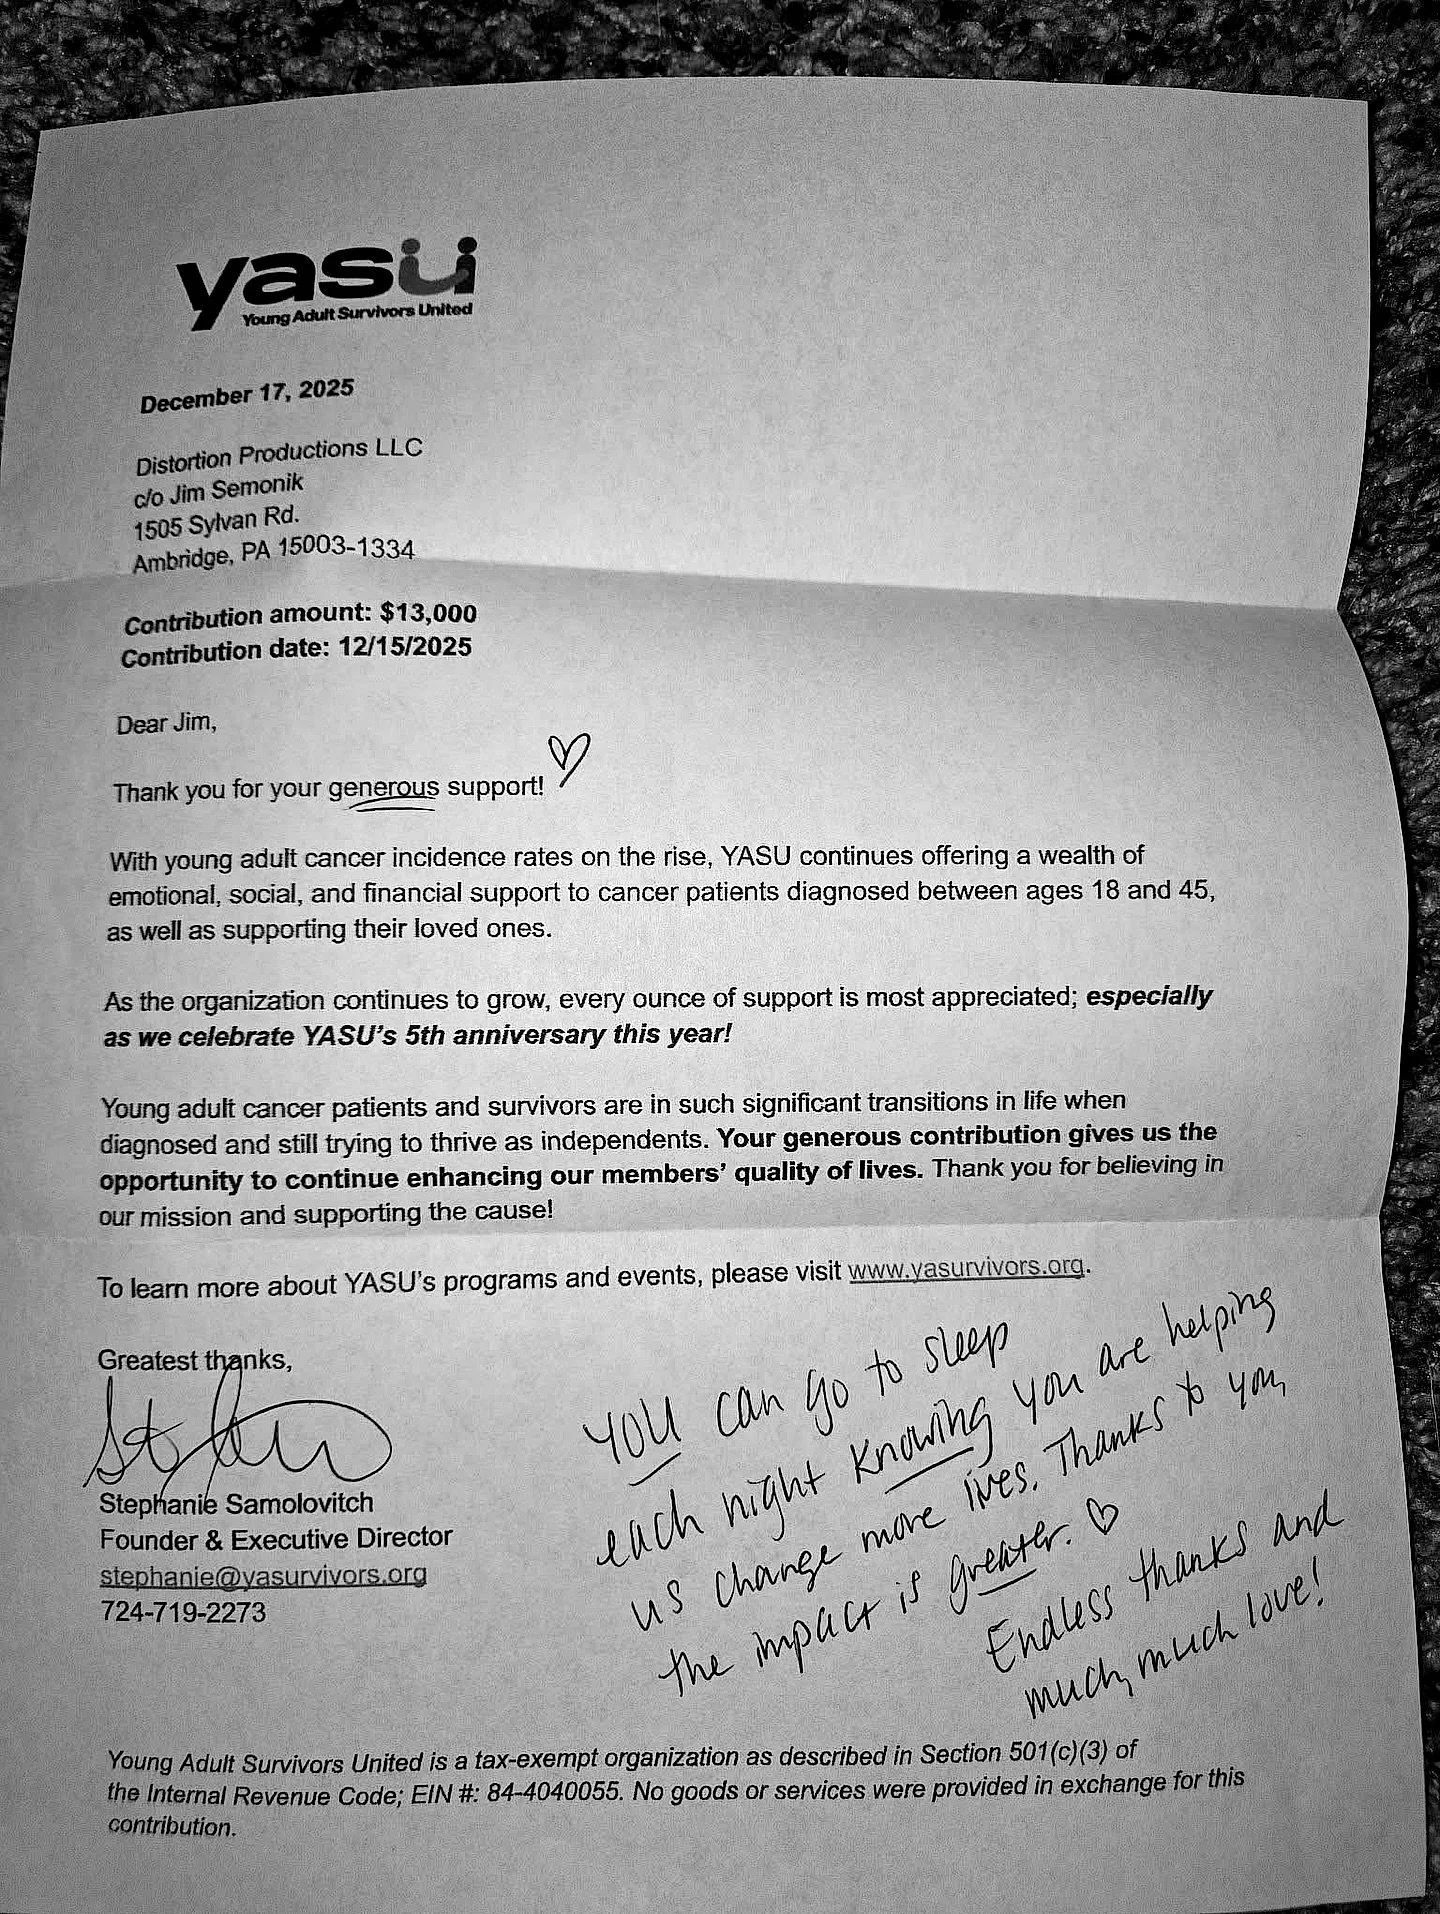 yasu
Young Adult Survivors United
December 17, 2025
Distortion Productions LLC
c/o Jim Semonik
1505 Sylvan Rd.
Ambridge, PA 15003-1334
Contribution amount: $13,000
Contribution date: 12/15/2025
Dear Jim,
Thank you for your generous support!
With young adult cancer incidence rates on the rise, YASU continues offering a wealth of
emotional, social, and financial support to cancer patients diagnosed between ages 18 and 45,
as well as supporting their loved ones.
As the organization continues to grow, every ounce of support is most appreciated; especially
as we celebrate YASU's 5th anniversary this year!
Young adult cancer patients and survivors are in such significant transitions in life when
diagnosed and still trying to thrive as independents. Your generous contribution gives us the
opportunity to continue enhancing our members' quality of lives. Thank you for believing in
our mission and supporting the cause!
To learn more about YASU's programs and events, please visit www.yasurvivors.org.
Greatest thanks,
Stephanie Samolovitch
Founder & Executive Director
stephanie@yasurvivors.org
724-719-2273
YOU can go to sleep
each night knowing you are helping
us change more lives. Thanks to you,
the impact is greater.
Endless thanks and
much, much love!
Young Adult Survivors United is a tax-exempt organization as described in Section 501(c)(3) of
the Internal Revenue Code; EIN #: 84-4040055. No goods or services were provided in exchange for this
contribution.